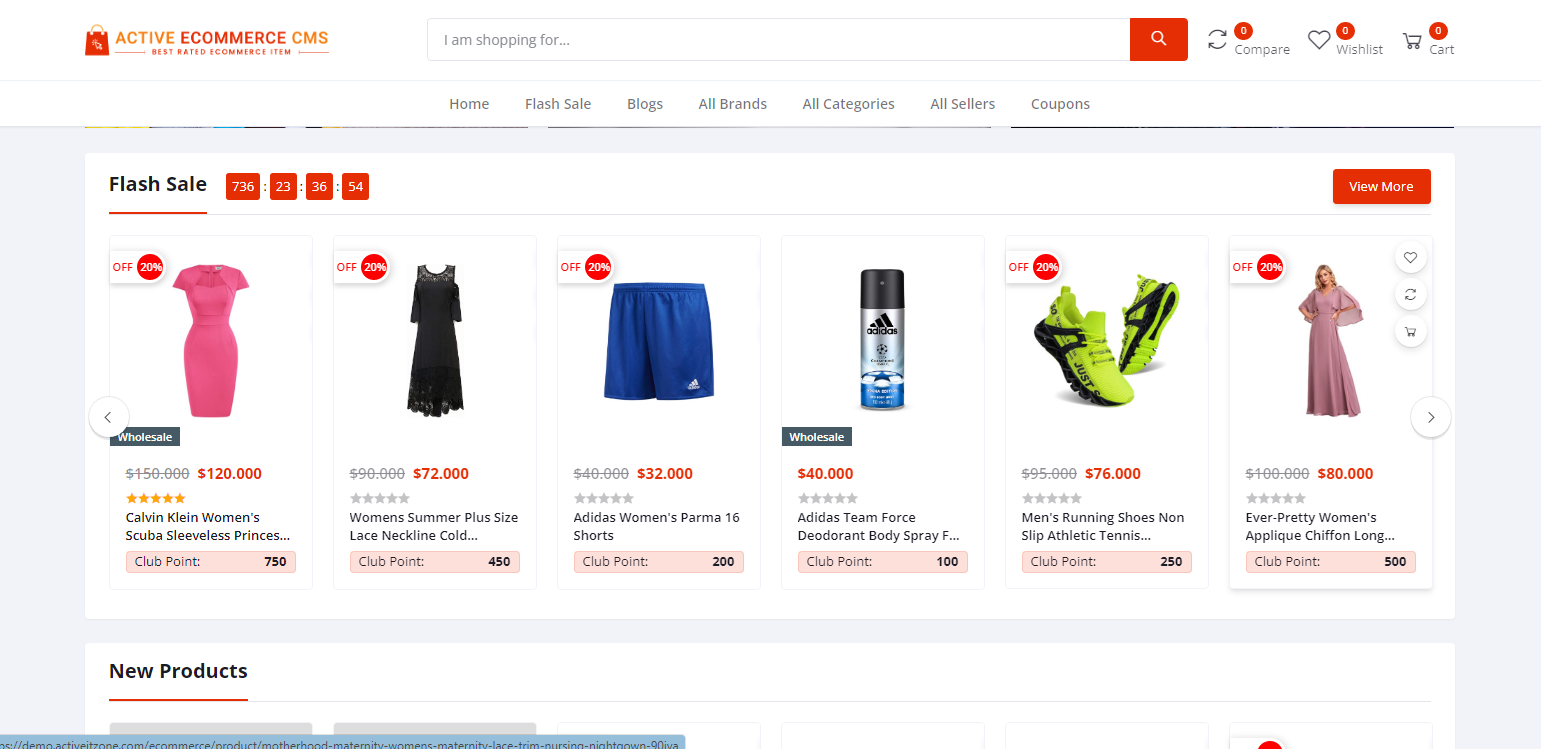 ACTIVE ECOMMERCE CMS
BEST RATED ECOMMERCE ITEM
I am shopping for...
0
Compare
0
Wishlist
0
Cart
Home Flash Sale Blogs All Brands All Categories All Sellers Coupons
Flash Sale 736 : 23 : 36 : 54 View More
OFF 20%
Wholesale
$150.000 $120.000
Calvin Klein Women's
Scuba Sleeveless Princes...
Club Point: 750
OFF 20%
$90.000 $72.000
Womens Summer Plus Size
Lace Neckline Cold...
Club Point: 450
OFF 20%
$40.000 $32.000
Adidas Women's Parma 16
Shorts
Club Point: 200
adidas
Wholesale
$40.000
Adidas Team Force
Deodorant Body Spray F...
Club Point: 100
OFF 20%
JUST
$95.000 $76.000
Men's Running Shoes Non
Slip Athletic Tennis...
Club Point: 250
OFF 20%
$100.000 $80.000
Ever-Pretty Women's
Applique Chiffon Long...
Club Point: 500
New Products
ps://demo.activeitzone.com/ecommerce/product/motherhood-maternity-womens-maternity-lace-trim-nursing-nightgown-90iva